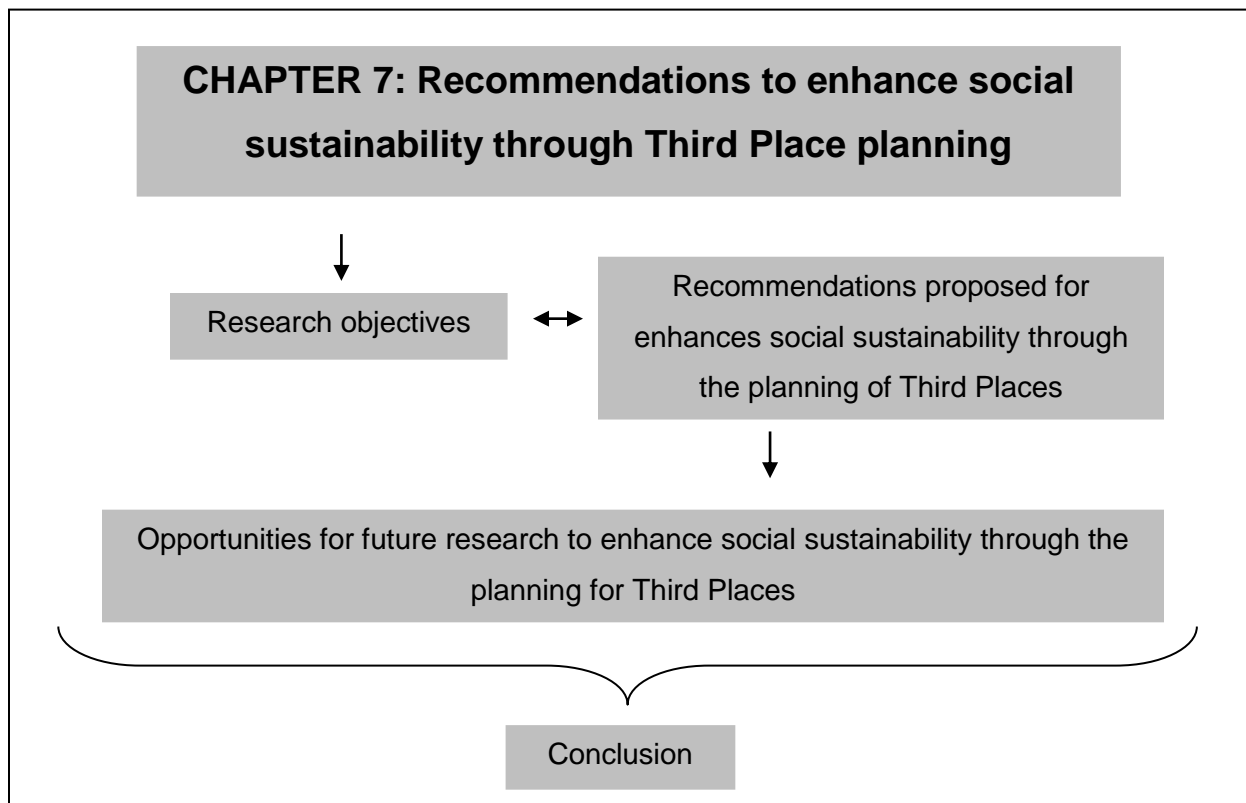 CHAPTER 7: Recommendations to enhance social
sustainability through Third Place planning
Research objectives
Recommendations proposed for
enhances social sustainability through
the planning of Third Places
Opportunities for future research to enhance social sustainability through the
planning for Third Places
Conclusion